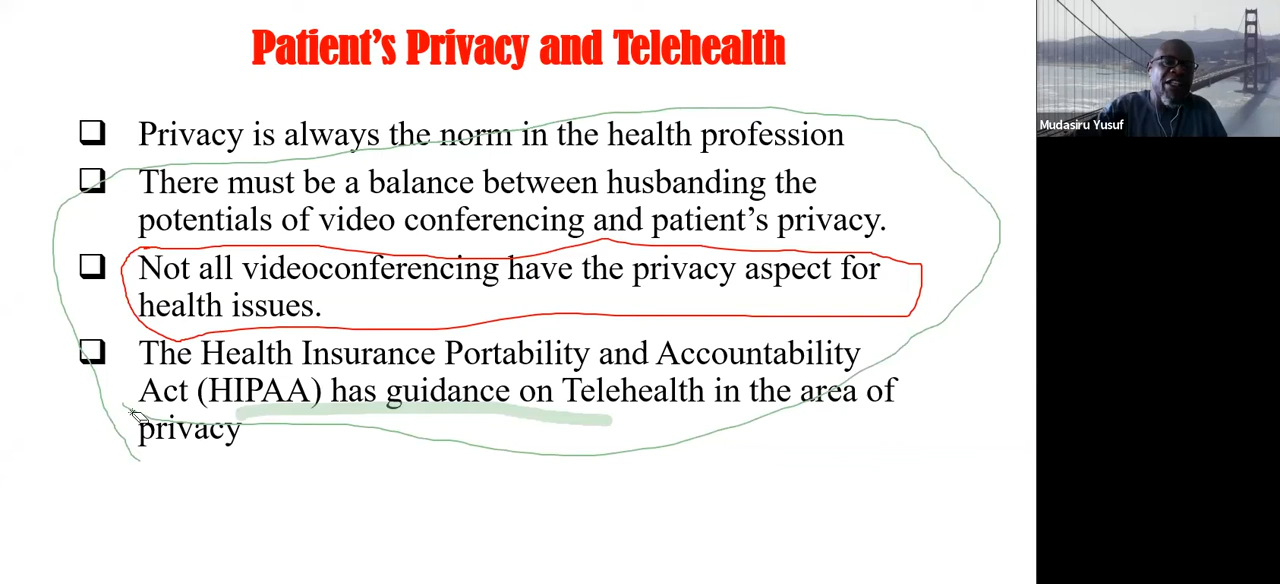 Patient's Privacy and Telehealth
Mudasiru Yusuf
Privacy is always the norm in the health profession
There must be a balance between husbanding the
potentials of video conferencing and patient's privacy.
Not all videoconferencing have the privacy aspect for
health issues.
The Health Insurance Portability and Accountability
Act (HIPAA) has guidance on Telehealth in the area of
privacy